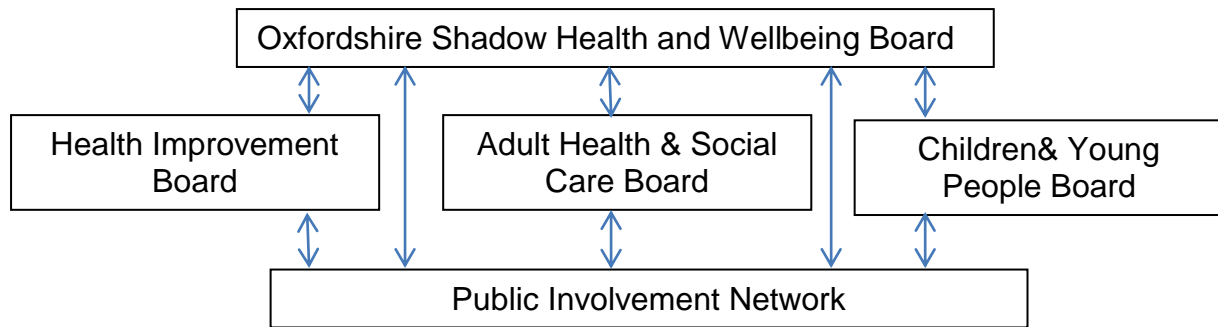 Oxfordshire Shadow Health and Wellbeing Board
Health Improvement
Board
Adult Health & Social
Care Board
Children& Young
People Board
Public Involvement Network